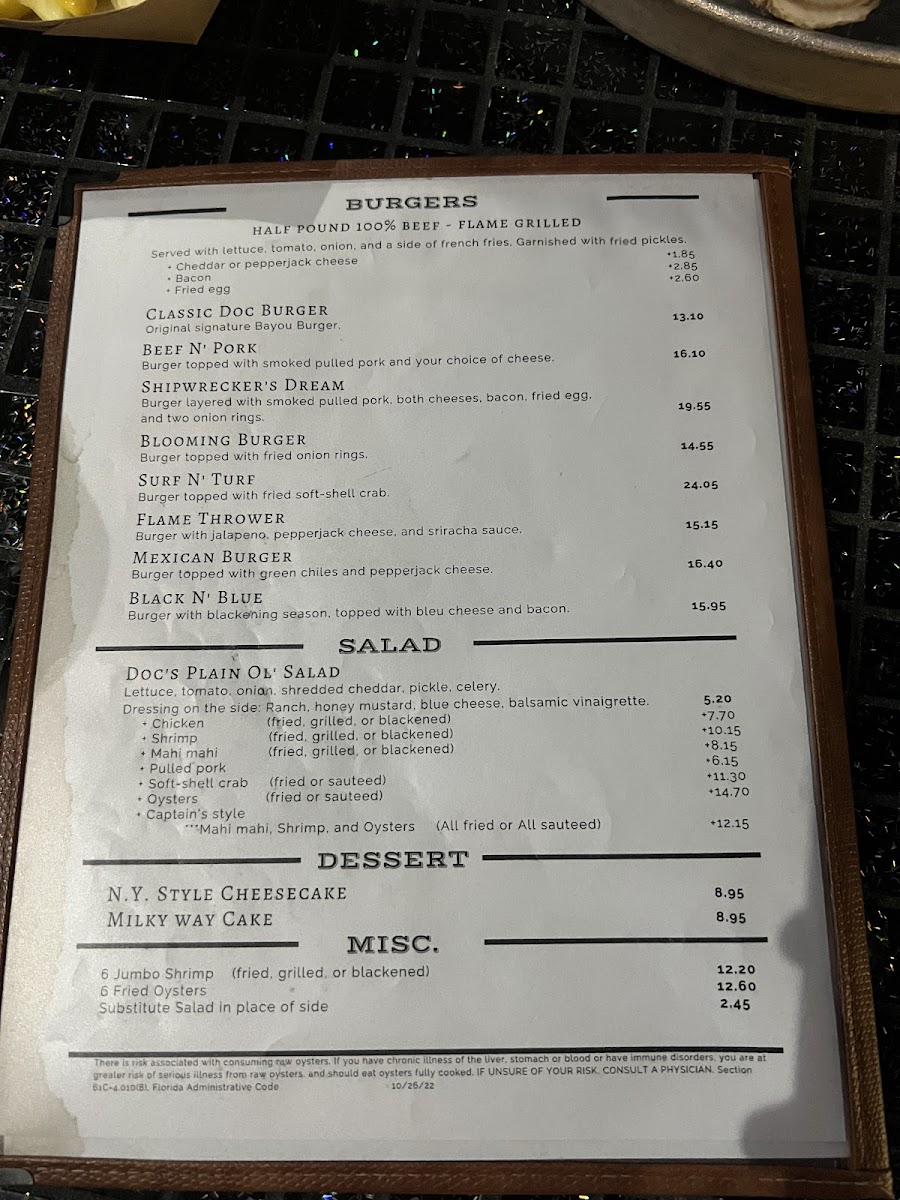 BURGERS
HALF POUND 100% BEEF - FLAME GRILLED
Served with lettuce, tomato, onion, and a side of french fries. Garnished with fried pickles.
+ Cheddar or pepperjack cheese +1.85
+ Bacon +2.85
+ Fried egg +2.60
CLASSIC DOC BURGER
Original signature Bayou Burger. 13.10
BEEF N' PORK
Burger topped with smoked pulled pork and your choice of cheese. 16.10
SHIPWRECKER'S DREAM
Burger layered with smoked pulled pork, both cheeses, bacon, fried egg,
and two onion rings. 19.55
BLOOMING BURGER
Burger topped with fried onion rings. 14.55
SURF N' TURF
Burger topped with fried soft-shell crab. 24.05
FLAME THROWER
Burger with jalapeno, pepperjack cheese, and sriracha sauce. 15.15
MEXICAN BURGER
Burger topped with green chiles and pepperjack cheese. 16.40
BLACK N' BLUE
Burger with blackening season, topped with bleu cheese and bacon. 15.95
SALAD
DOC'S PLAIN OL' SALAD
Lettuce, tomato, onion, shredded cheddar, pickle, celery.
Dressing on the side: Ranch, honey mustard, blue cheese, balsamic vinaigrette. 5.20
+ Chicken (fried, grilled, or blackened) +7.70
+ Shrimp (fried, grilled, or blackened) +10.15
+ Mahi mahi (fried, grilled, or blackened) +8.15
+ Pulled pork +6.15
+ Soft-shell crab (fried or sauteed) +11.30
+ Oysters (fried or sauteed) +14.70
+ Captain's style
***Mahi mahi, Shrimp, and Oysters (All fried or All sauteed) +12.15
DESSERT
N.Y. STYLE CHEESECAKE 8.95
MILKY WAY CAKE 8.95
MISC.
6 Jumbo Shrimp (fried, grilled, or blackened) 12.20
6 Fried Oysters 12.60
Substitute Salad in place of side 2.45
There is risk associated with consuming raw oysters. If you have chronic illness of the liver, stomach or blood or have immune disorders, you are at
greater risk of serious illness from raw oysters, and should eat oysters fully cooked. IF UNSURE OF YOUR RISK, CONSULT A PHYSICIAN. Section
61C-4.010(8), Florida Administrative Code 10/26/22